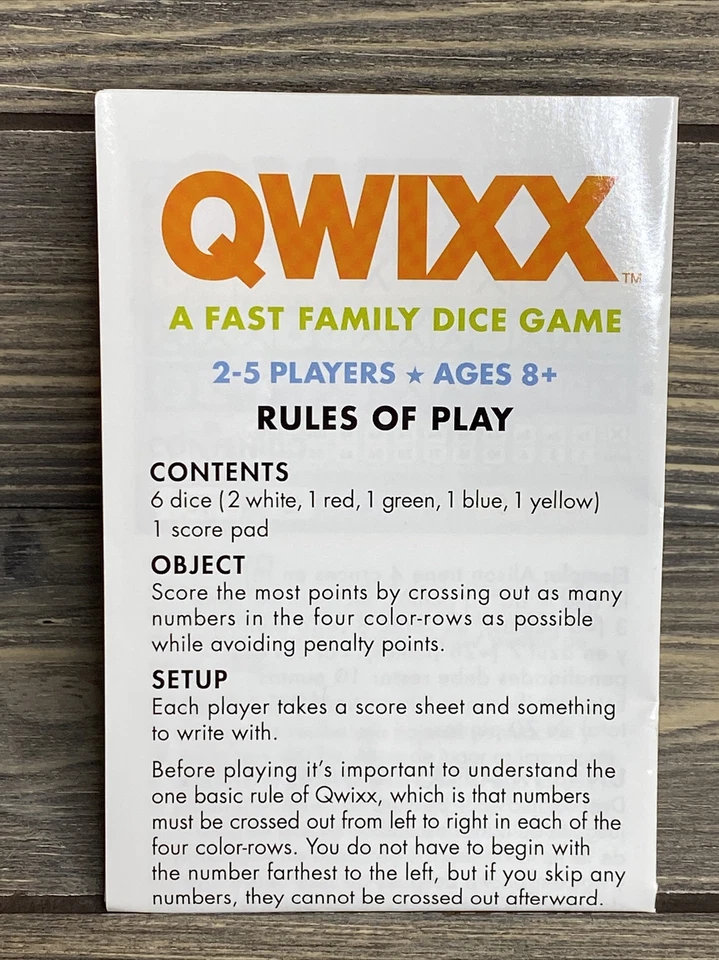 QWIXX™
A FAST FAMILY DICE GAME
2-5 PLAYERS ★ AGES 8+
RULES OF PLAY
CONTENTS
6 dice (2 white, 1 red, 1 green, 1 blue, 1 yellow)
1 score pad
OBJECT
Score the most points by crossing out as many
numbers in the four color-rows as possible
while avoiding penalty points.
SETUP
Each player takes a score sheet and something
to write with.
Before playing it's important to understand the
one basic rule of Qwixx, which is that numbers
must be crossed out from left to right in each of the
four color-rows. You do not have to begin with
the number farthest to the left, but if you skip any
numbers, they cannot be crossed out afterward.